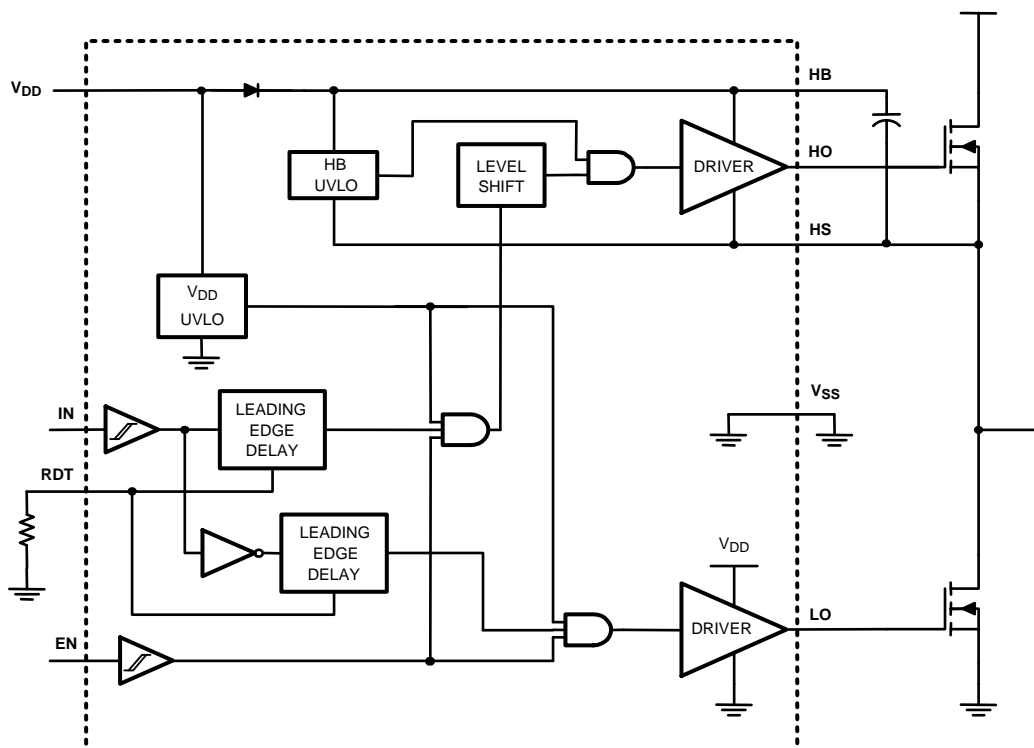 HB
VDD
HB
UVLO
LEVEL
SHIFT
DRIVER
HO
HS
VDD
UVLO
IN
LEADING
EDGE
DELAY
VSS
RDT
LEADING
EDGE
DELAY
VDD
EN
DRIVER
LO